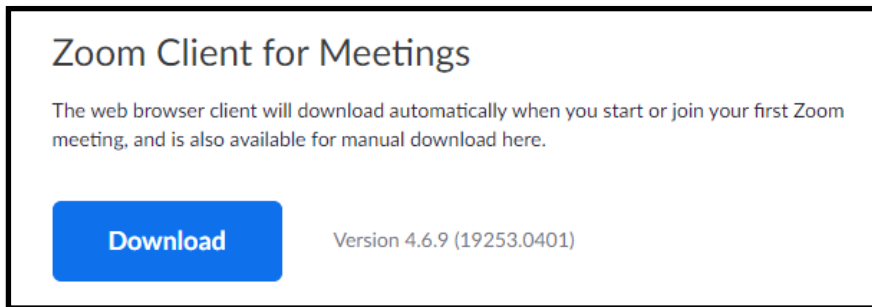 Zoom Client for Meetings
The web browser client will download automatically when you start or join your first Zoom
meeting, and is also available for manual download here.
Download Version 4.6.9 (19253.0401)